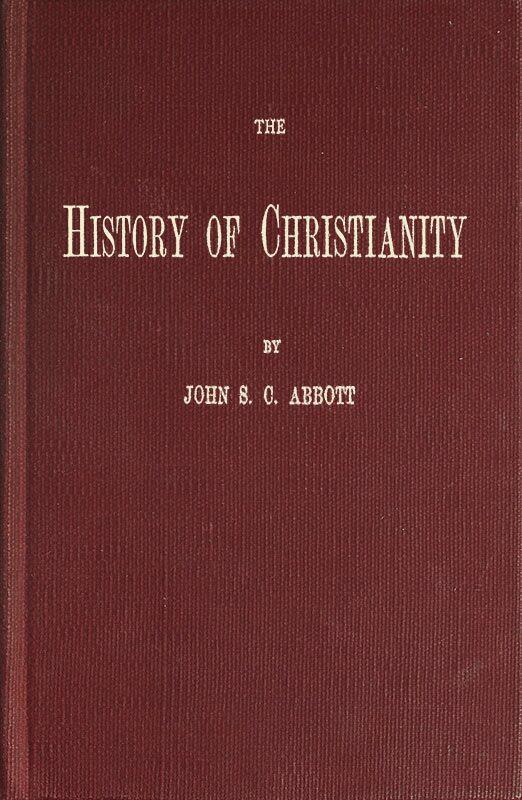 THE
HISTORY OF CHRISTIANITY
BY
JOHN S. C. ABBOTT